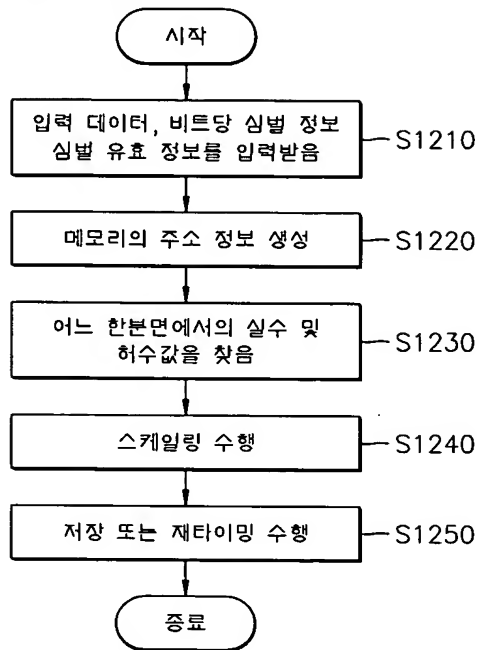 시작
입력 데이터, 비트당 심벌 정보
심벌 유효 정보를 입력받음
S1210
메모리의 주소 정보 생성
S1220
어느 한분면에서의 실수 및
허수값을 찾음
S1230
스케일링 수행
S1240
저장 또는 재타이밍 수행
S1250
종료